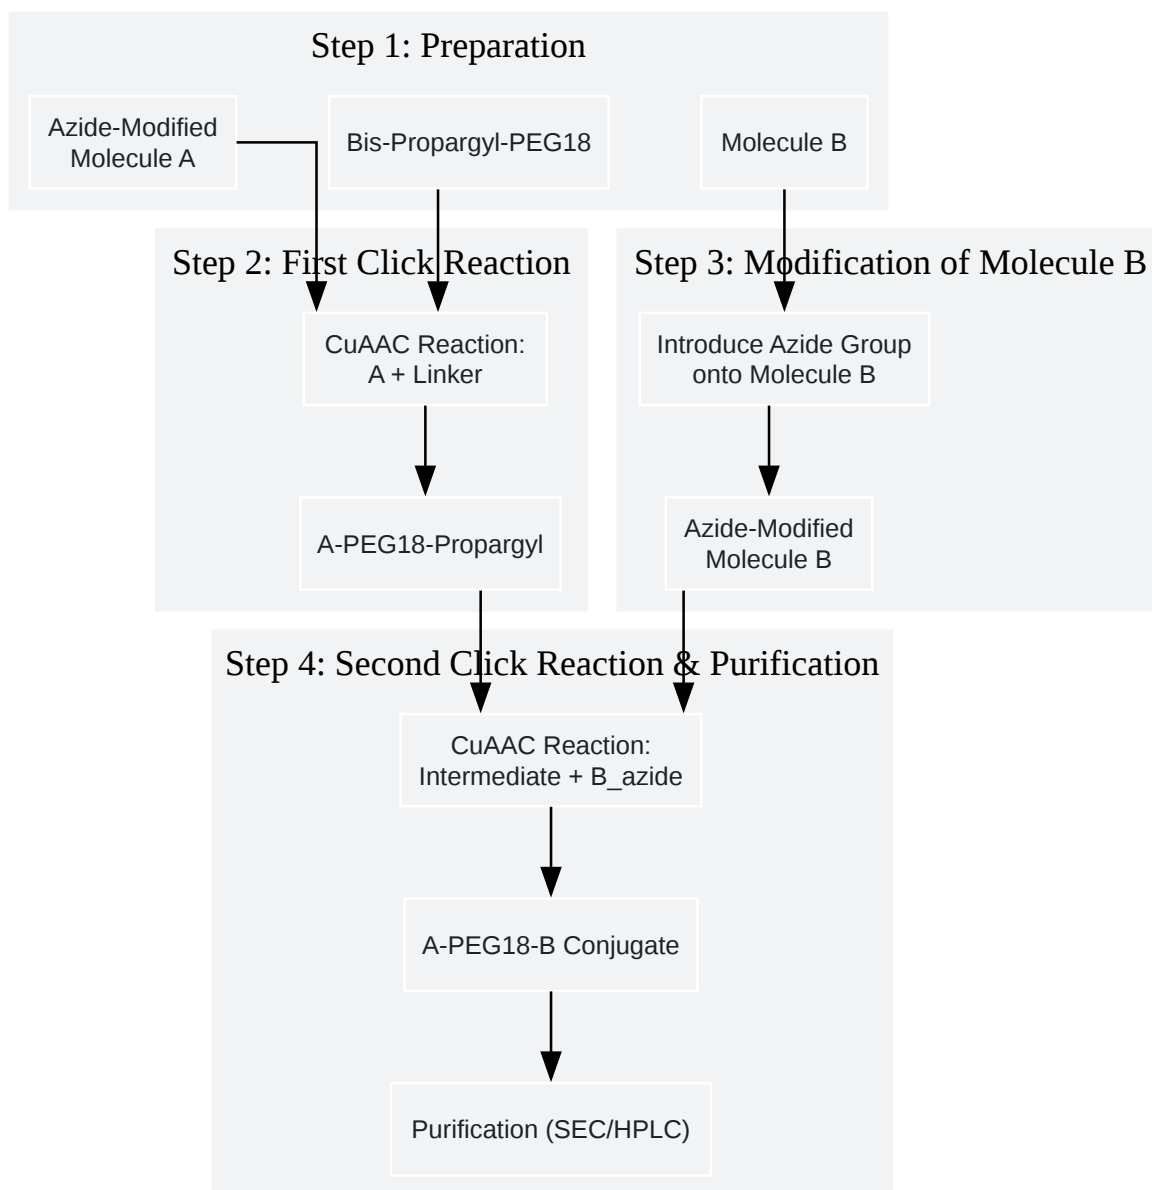 Step 1: Preparation
Azide-Modified
Molecule A
Bis-Propargyl-PEG18
Molecule B
Step 2: First Click Reaction
Step 3: Modification of Molecule B
CuAAC Reaction:
A + Linker
Introduce Azide Group
onto Molecule B
A-PEG18-Propargyl
Azide-Modified
Molecule B
Step 4: Second Click Reaction & Purification
CuAAC Reaction:
Intermediate + B_azide
A-PEG18-B Conjugate
Purification (SEC/HPLC)